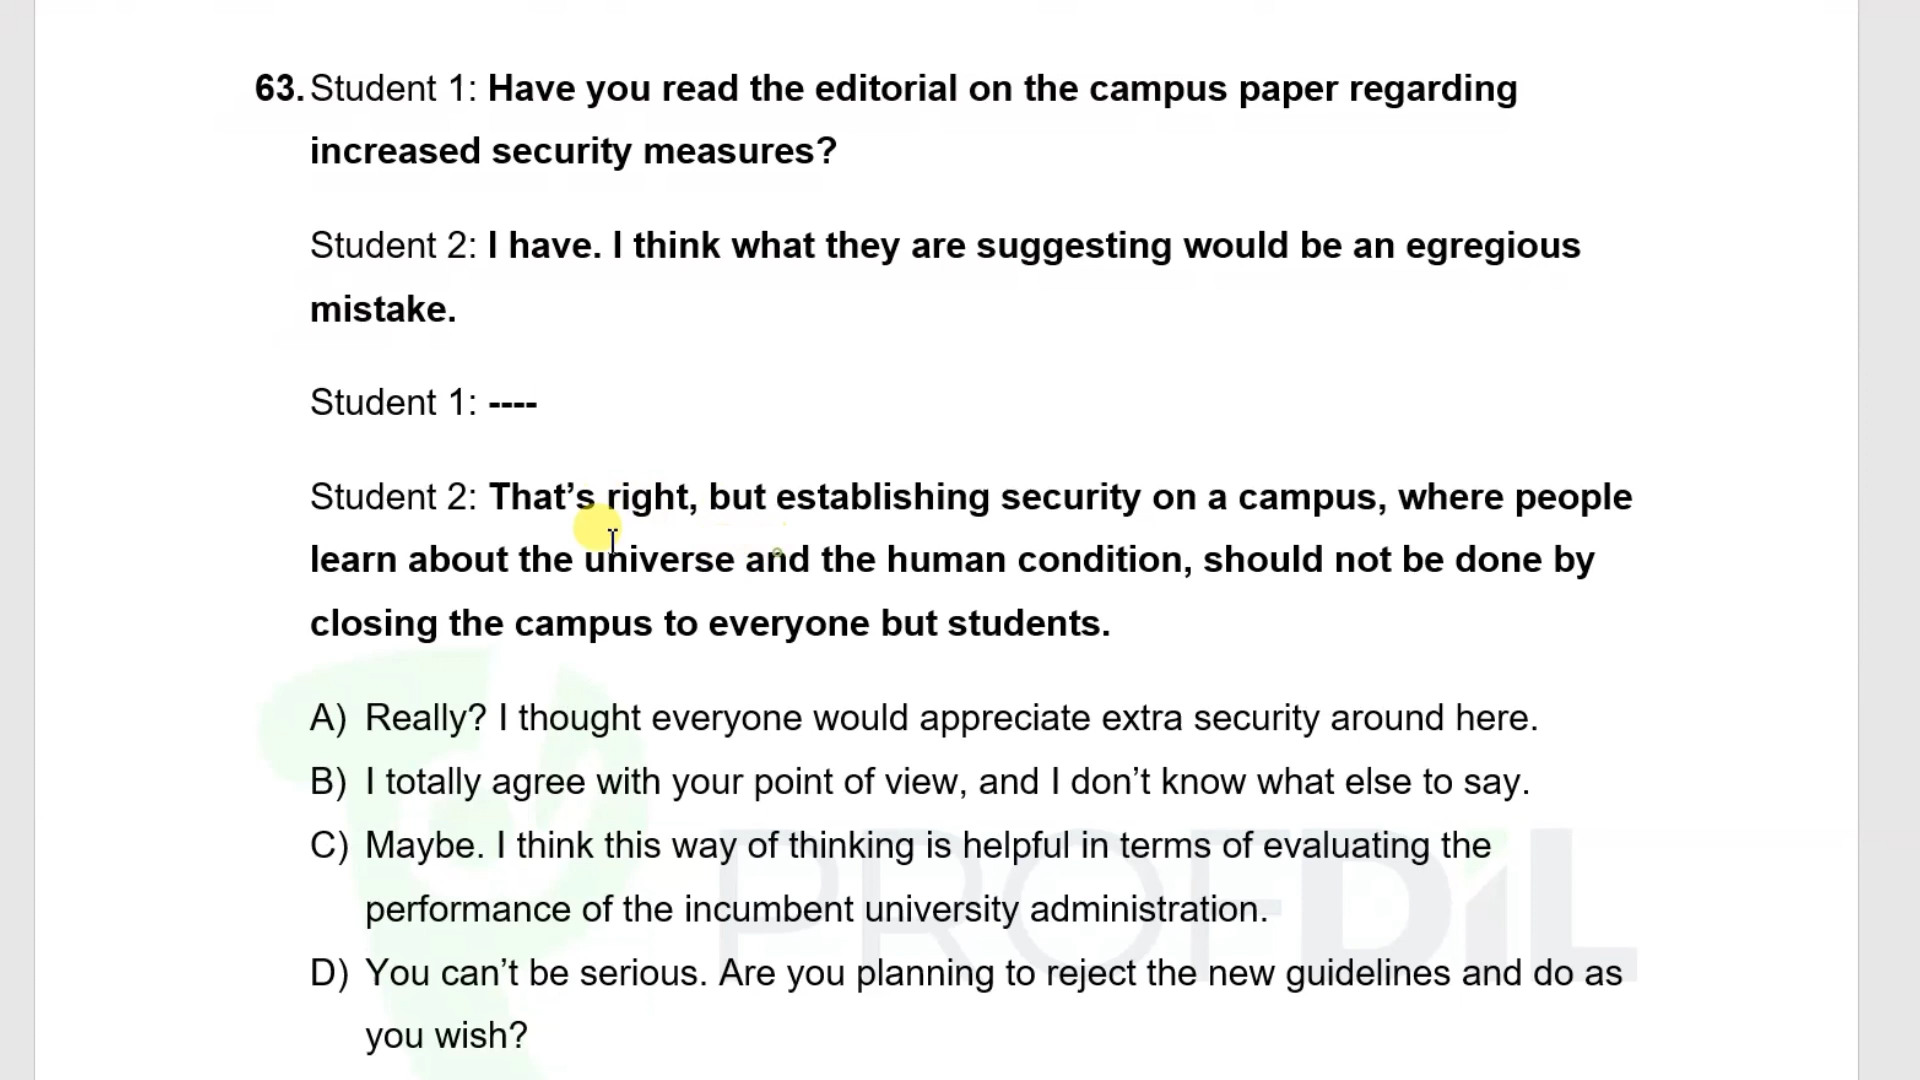 63. Student 1: Have you read the editorial on the campus paper regarding
increased security measures?
Student 2: I have. I think what they are suggesting would be an egregious
mistake.
Student 1: ----
Student 2: That’s right, but establishing security on a campus, where people
learn about the universe and the human condition, should not be done by
closing the campus to everyone but students.
A) Really? I thought everyone would appreciate extra security around here.
B) I totally agree with your point of view, and I don’t know what else to say.
C) Maybe. I think this way of thinking is helpful in terms of evaluating the
performance of the incumbent university administration.
PROFDİL
D) You can’t be serious. Are you planning to reject the new guidelines and do as
you wish?